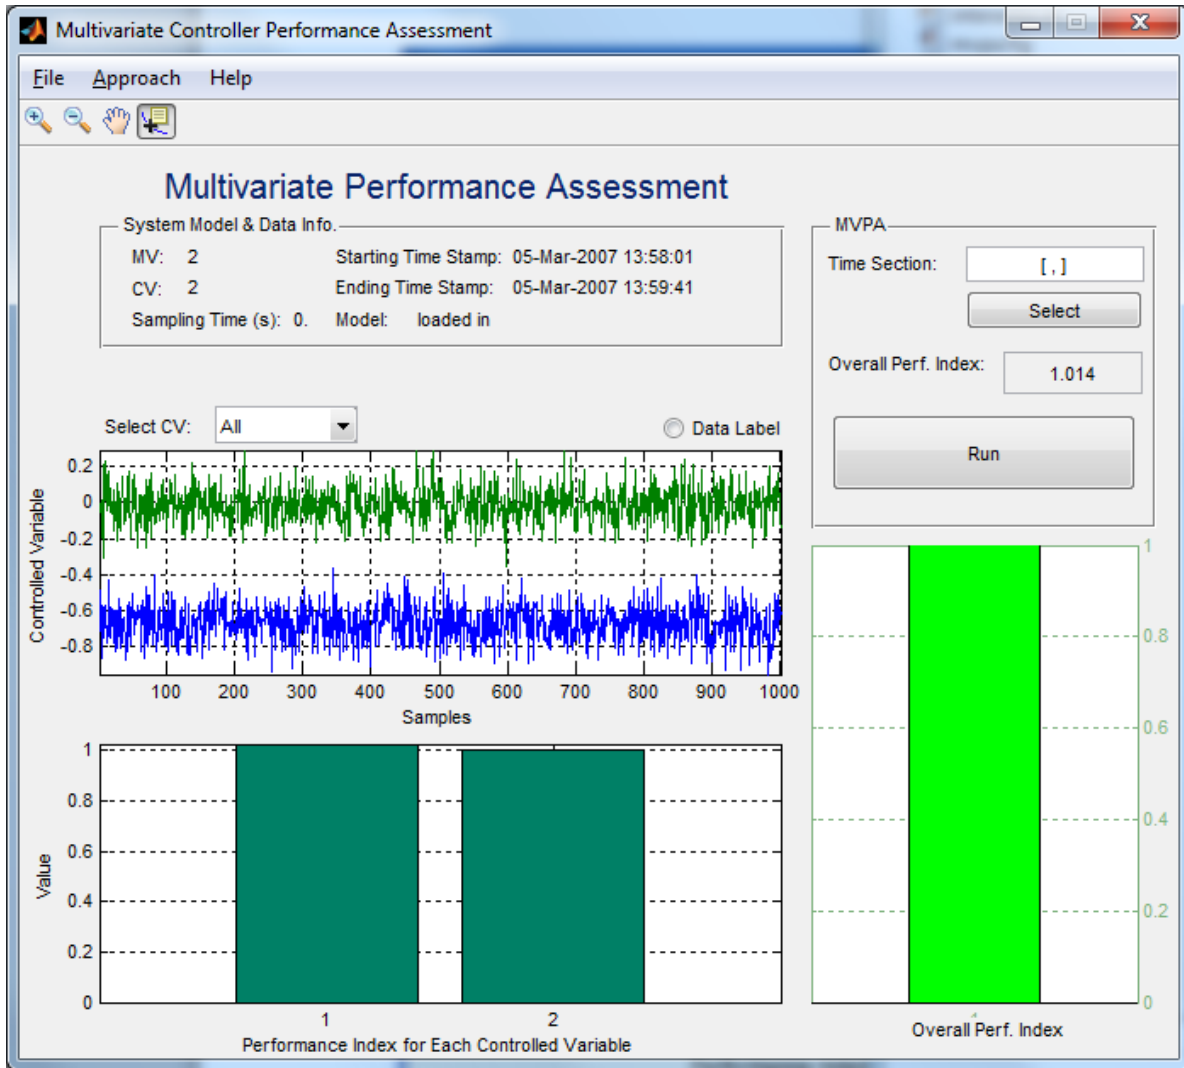 Multivariate Controller Performance Assessment
File Approach Help
Multivariate Performance Assessment
System Model & Data Info.
MV: 2 Starting Time Stamp: 05-Mar-2007 13:58:01
CV: 2 Ending Time Stamp: 05-Mar-2007 13:59:41
Sampling Time (s): 0. Model: loaded in
MVPA
Time Section: [ , ]
Select
Overall Perf. Index: 1.014
Run
Select CV: All Data Label
0.2
0
-0.2
-0.4
-0.6
-0.8
Controlled Variable
100 200 300 400 500 600 700 800 900 1000
Samples
1
0.8
0.6
0.4
0.2
0
Value
1 2
Performance Index for Each Controlled Variable
1
0.8
0.6
0.4
0.2
0
Overall Perf. Index